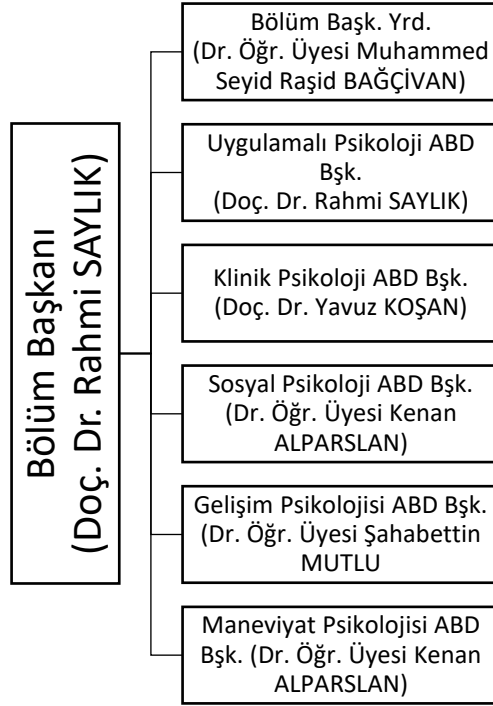 Bölüm Başkanı
(Doç. Dr. Rahmi SAYLIK)
Bölüm Başk. Yrd.
(Dr. Öğr. Üyesi Muhammed
Seyid Raşid BAĞÇİVAN)
Uygulamalı Psikoloji ABD
Bşk.
(Doç. Dr. Rahmi SAYLIK)
Klinik Psikoloji ABD Bşk.
(Doç. Dr. Yavuz KOŞAN)
Sosyal Psikoloji ABD Bşk.
(Dr. Öğr. Üyesi Kenan
ALPARSLAN)
Gelişim Psikolojisi ABD Bşk.
(Dr. Öğr. Üyesi Şahabettin
MUTLU
Maneviyat Psikolojisi ABD
Bşk. (Dr. Öğr. Üyesi Kenan
ALPARSLAN)